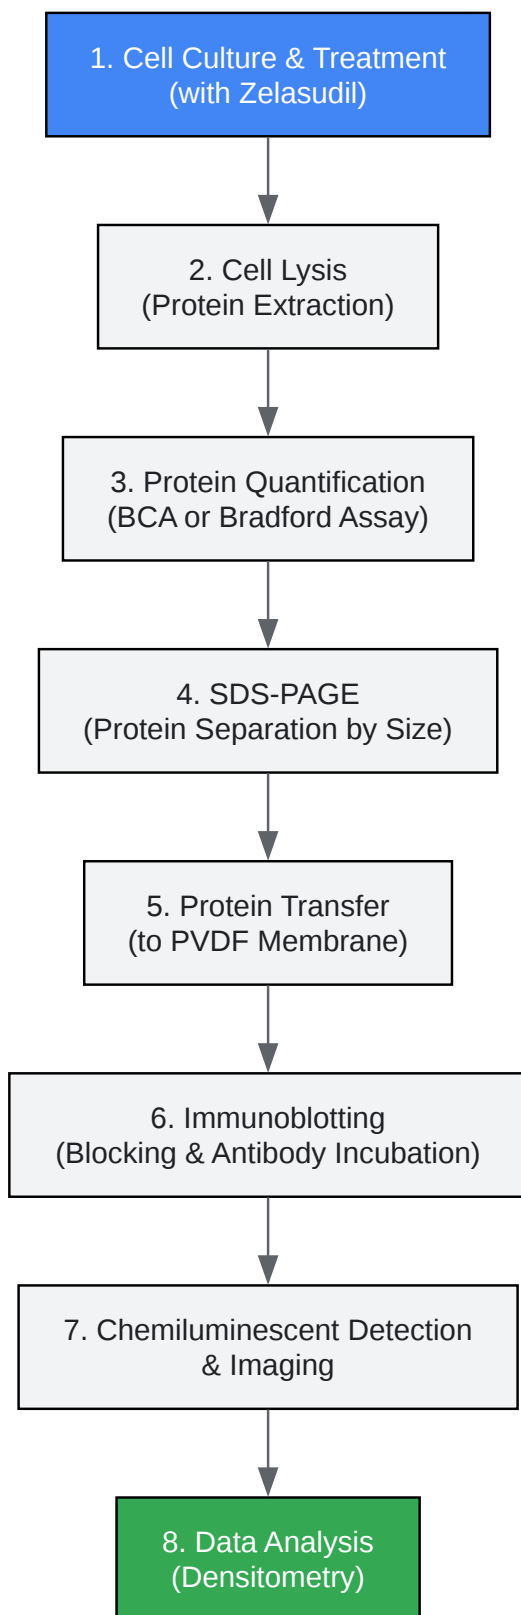 1. Cell Culture & Treatment
(with Zelasudil)
2. Cell Lysis
(Protein Extraction)
3. Protein Quantification
(BCA or Bradford Assay)
4. SDS-PAGE
(Protein Separation by Size)
5. Protein Transfer
(to PVDF Membrane)
6. Immunoblotting
(Blocking & Antibody Incubation)
7. Chemiluminescent Detection
& Imaging
8. Data Analysis
(Densitometry)